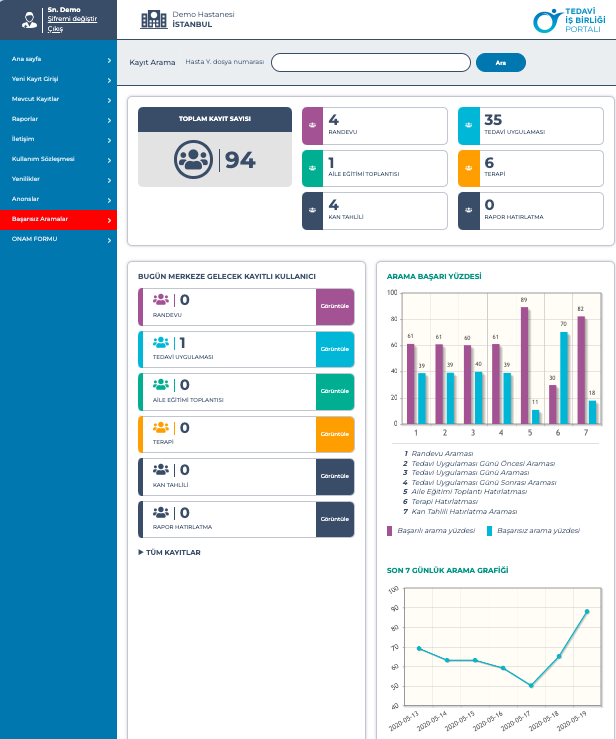 Sn. Demo
Şifremi değiştir
Çıkış
Demo Hastanesi
İSTANBUL
TEDAVİ
İŞ BİRLİĞİ
PORTALI
Ana sayfa
Yeni Kayıt Girişi
Mevcut Kayıtlar
Raporlar
İletişim
Kullanım Sözleşmesi
Yenilikler
Anonslar
Başarısız Aramalar
ONAM FORMU
Kayıt Arama
Hasta Y. dosya numarası
Ara
TOPLAM KAYIT SAYISI
94
4
RANDEVU
35
TEDAVİ UYGULAMASI
1
AİLE EĞİTİMİ TOPLANTISI
6
TERAPİ
4
KAN TAHLİLİ
0
RAPOR HATIRLATMA
BUGÜN MERKEZE GELECEK KAYITLI KULLANICI
0
RANDEVU
Görüntüle
1
TEDAVİ UYGULAMASI
Görüntüle
0
AİLE EĞİTİMİ TOPLANTISI
Görüntüle
0
TERAPİ
Görüntüle
0
KAN TAHLİLİ
Görüntüle
0
RAPOR HATIRLATMA
Görüntüle
TÜM KAYITLAR
ARAMA BAŞARI YÜZDESİ
100
80
60
40
20
0
61
39
61
39
60
40
61
39
89
11
30
70
82
18
1 2 3 4 5 6 7
1 Randevu Araması
2 Tedavi Uygulaması Günü Öncesi Araması
3 Tedavi Uygulaması Günü Araması
4 Tedavi Uygulaması Günü Sonrası Araması
5 Aile Eğitimi Toplantı Hatırlatması
6 Terapi Hatırlatması
7 Kan Tahlili Hatırlatma Araması
Başarılı arama yüzdesi
Başarısız arama yüzdesi
SON 7 GÜNLÜK ARAMA GRAFİĞİ
100
90
80
70
60
50
40
2020-05-13
2020-05-14
2020-05-15
2020-05-16
2020-05-17
2020-05-18
2020-05-19